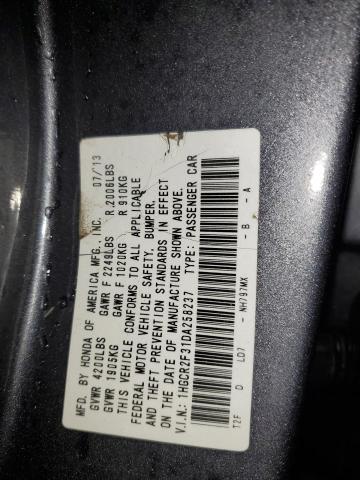 MFD. BY HONDA OF AMERICA MFG., INC. 07/13
GVWR 4200LBS GAWR F 2249LBS R 2006LBS
GVWR 1905KG GAWR F 1020KG R 910KG
THIS VEHICLE CONFORMS TO ALL APPLICABLE
FEDERAL MOTOR VEHICLE SAFETY, BUMPER,
AND THEFT PREVENTION STANDARDS IN EFFECT
ON THE DATE OF MANUFACTURE SHOWN ABOVE.
V.I.N.: 1HGCR2F31DA258237 TYPE: PASSENGER CAR
T2F D LD7 NH797MX - B - A